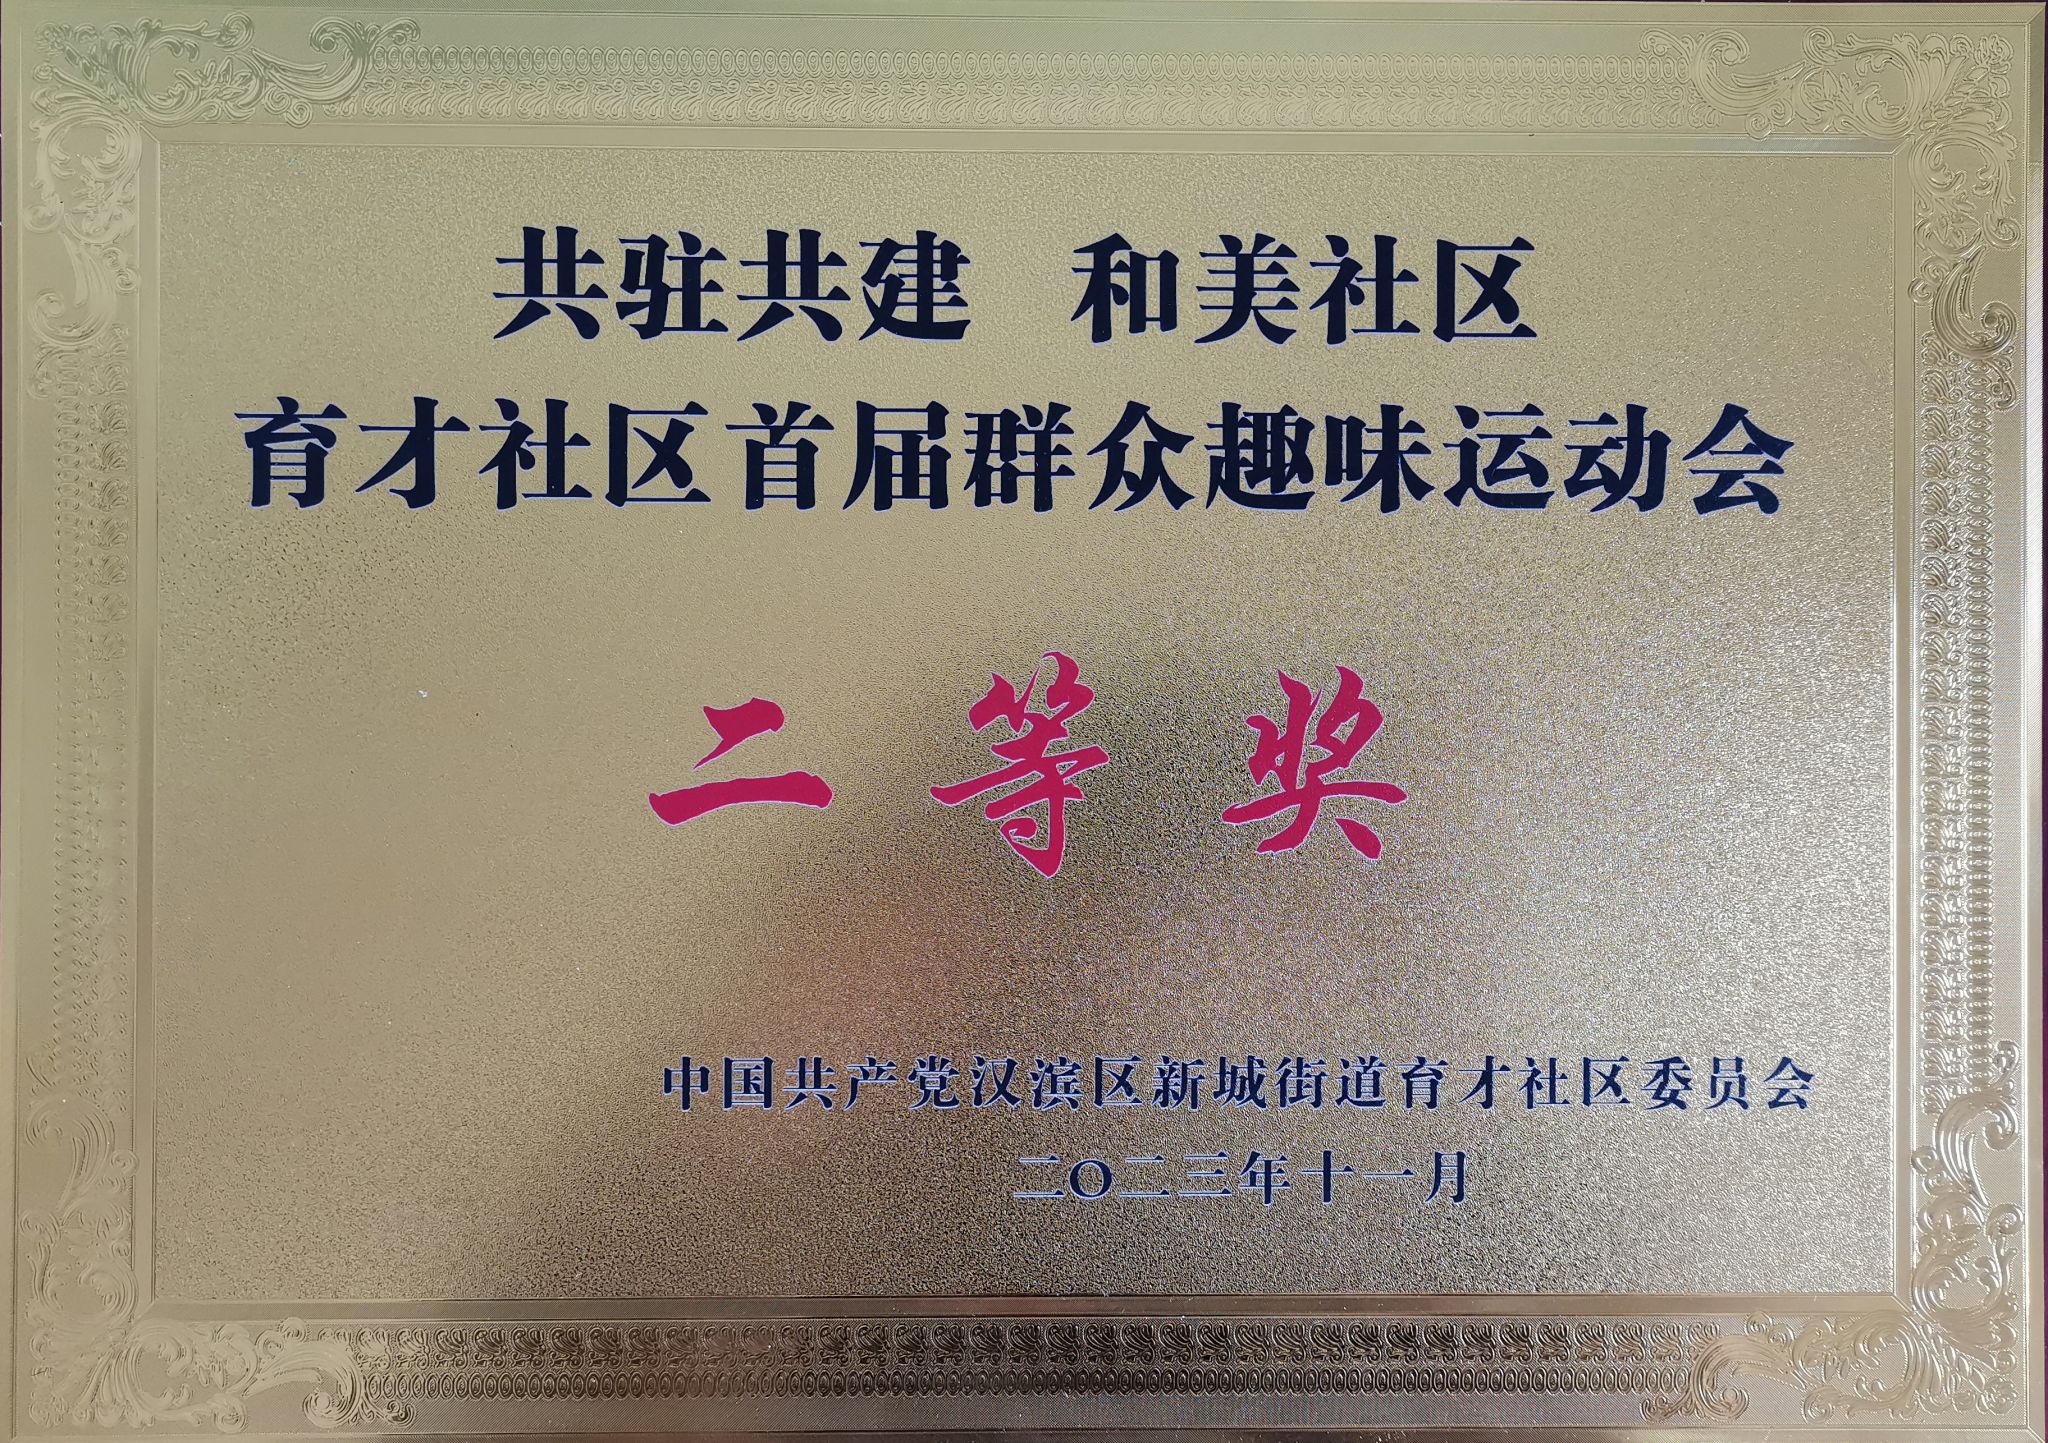 共驻共建 和美社区
育才社区首届群众趣味运动会
二等奖
中国共产党汉滨区新城街道育才社区委员会
二〇二三年十一月